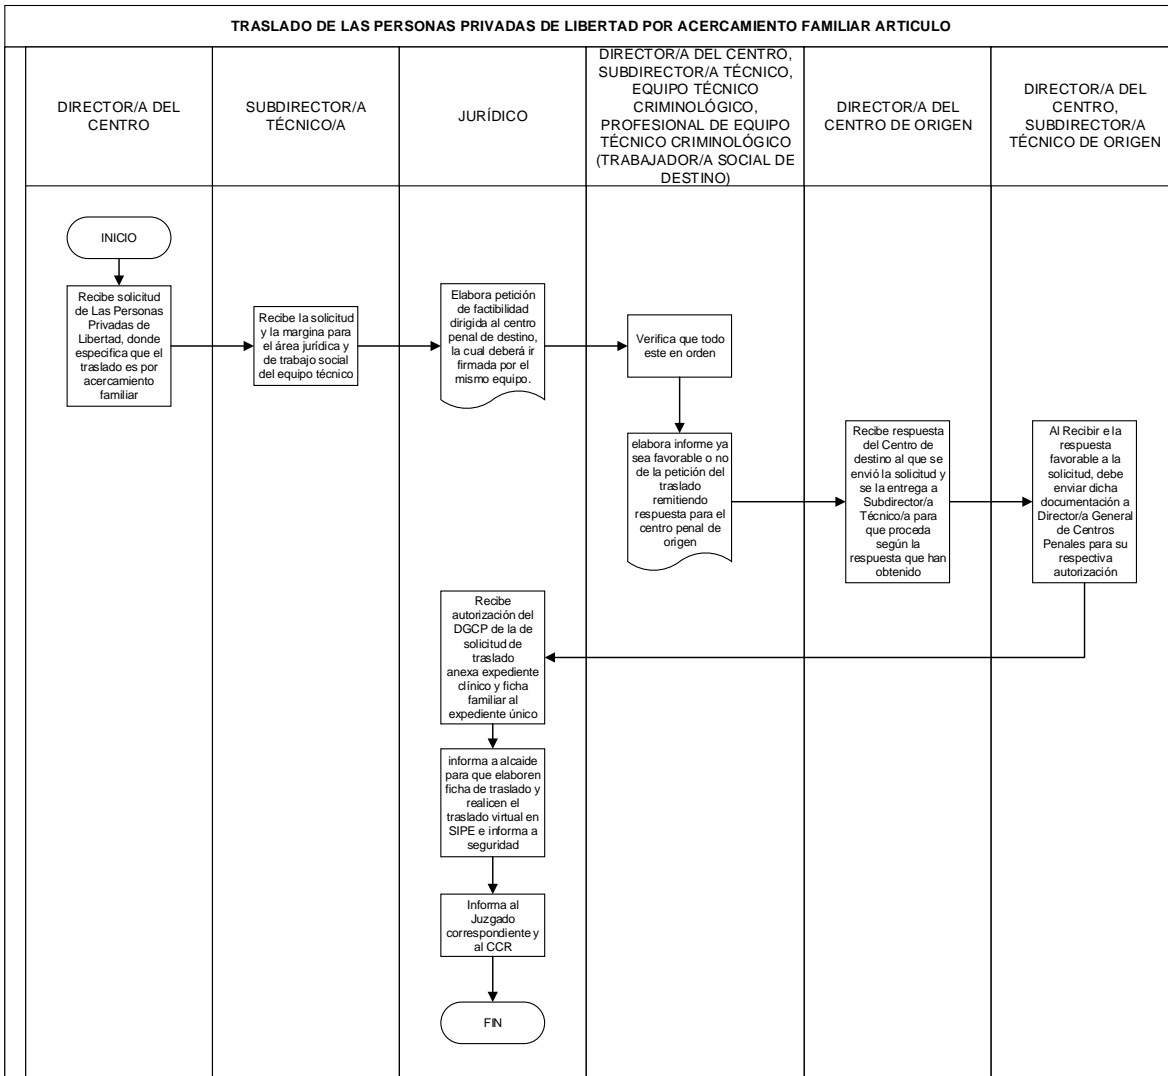 TRASLADO DE LAS PERSONAS PRIVADAS DE LIBERTAD POR ACERCAMIENTO FAMILIAR ARTICULO
DIRECTOR/A DEL
CENTRO
SUBDIRECTOR/A
TÉCNICO/A
JURÍDICO
DIRECTOR/A DEL CENTRO,
SUBDIRECTOR/A TÉCNICO,
EQUIPO TÉCNICO
CRIMINOLÓGICO,
PROFESIONAL DE EQUIPO
TÉCNICO CRIMINOLÓGICO
(TRABAJADOR/A SOCIAL DE
DESTINO)
DIRECTOR/A DEL
CENTRO DE ORIGEN
DIRECTOR/A DEL
CENTRO,
SUBDIRECTOR/A
TÉCNICO DE ORIGEN
INICIO
Recibe solicitud
de Las Personas
Privadas de
Libertad, donde
especifica que el
traslado es por
acercamiento
familiar
Recibe la solicitud
y la margina para
el área jurídica y
de trabajo social
del equipo técnico
Elabora petición
de factibilidad
dirigida al centro
penal de destino,
la cual deberá ir
firmada por el
mismo equipo.
Verifica que todo
este en orden
elabora informe ya
sea favorable o no
de la petición del
traslado
remitiendo
respuesta para el
centro penal de
origen
Recibe respuesta
del Centro de
destino al que se
envió la solicitud y
se la entrega a
Subdirector/a
Técnico/a para
que proceda
según la
respuesta que han
obtenido
Al Recibir e la
respuesta
favorable a la
solicitud, debe
enviar dicha
documentación a
Director/a General
de Centros
Penales para su
respectiva
autorización
Recibe
autorización del
DGCP de la de
solicitud de
traslado
anexa expediente
clínico y ficha
familiar al
expediente único
informa a alcaide
para que elaboren
ficha de traslado y
realicen el
traslado virtual en
SIPE e informa a
seguridad
Informa al
Juzgado
correspondiente y
al CCR
FIN